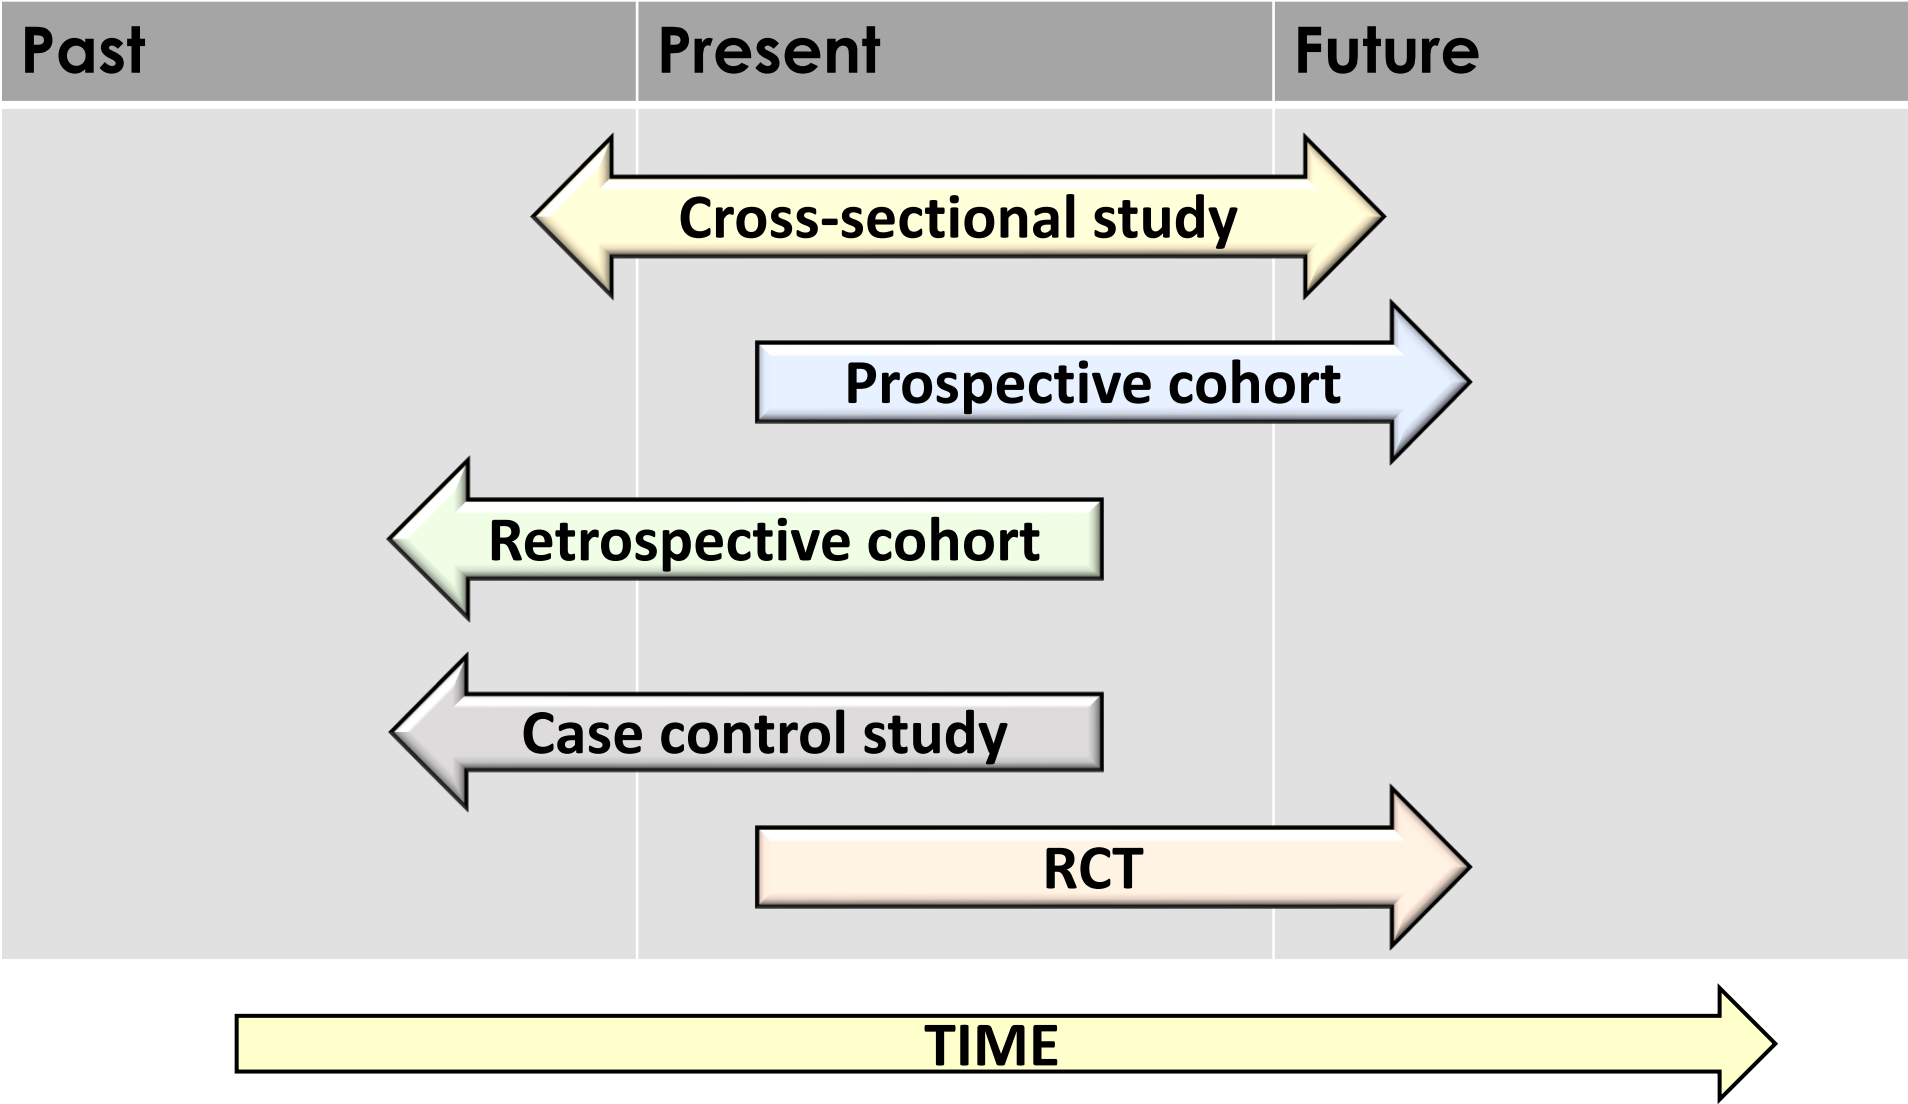 Past
Present
Future
Cross-sectional study
Prospective cohort
Retrospective cohort
Case control study
RCT
TIME